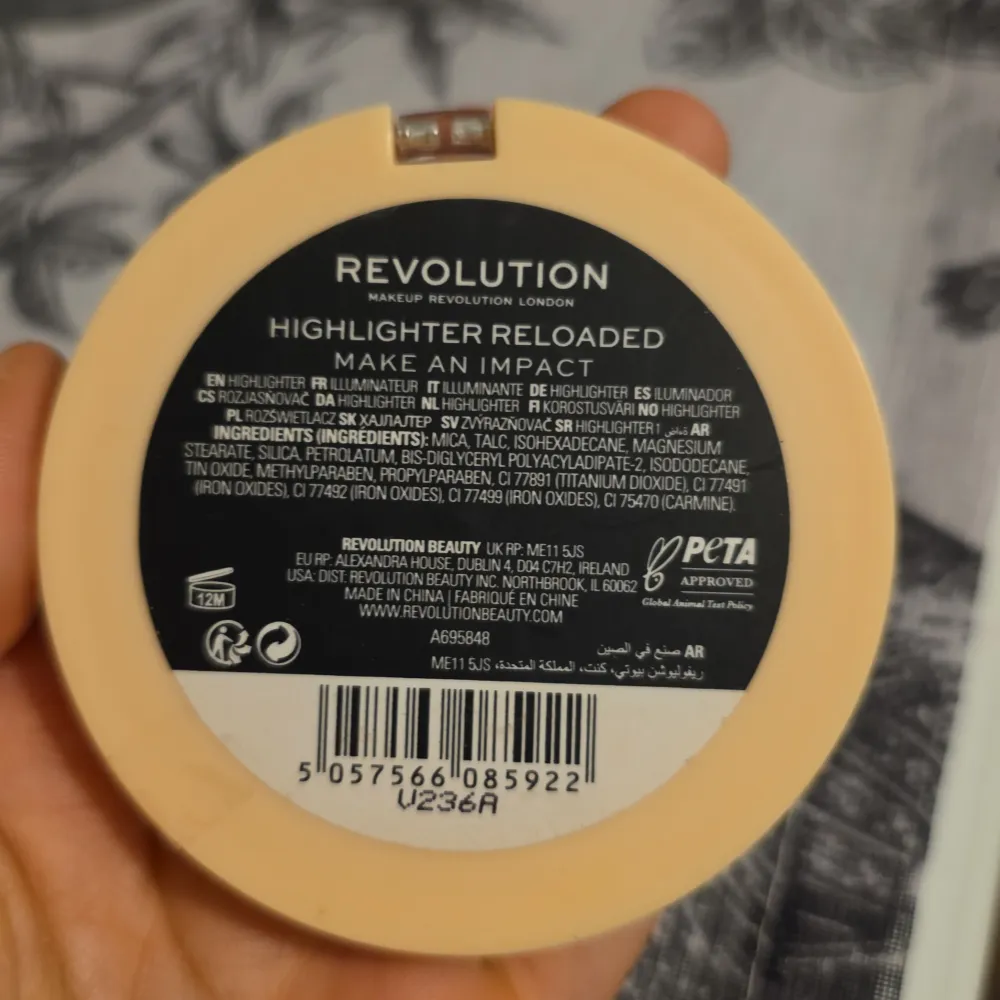 REVOLUTION
MAKEUP REVOLUTION LONDON
HIGHLIGHTER RELOADED
MAKE AN IMPACT
EN HIGHLIGHTER FR ILLUMINATEUR IT ILLUMINANTE DE HIGHLIGHTER ES ILUMINADOR
CS ROZJASŇOVAČ DA HIGHLIGHTER NL HIGHLIGHTER FI KOROSTUSVÄRI NO HIGHLIGHTER
PL ROZŚWIETLACZ SK ХАЈЛАЈТЕР SV ZVÝRAZŇOVAČ SR HIGHLIGHTER AR
INGREDIENTS (INGRÉDIENTS): MICA, TALC, ISOHEXADECANE, MAGNESIUM
STEARATE, SILICA, PETROLATUM, BIS-DIGLYCERYL POLYACYLADIPATE-2, ISODODECANE,
TIN OXIDE, METHYLPARABEN, PROPYLPARABEN, CI 77891 (TITANIUM DIOXIDE), CI 77491
(IRON OXIDES), CI 77492 (IRON OXIDES), CI 77499 (IRON OXIDES), CI 75470 (CARMINE).
REVOLUTION BEAUTY UK RP: ME11 5JS
EU RP: ALEXANDRA HOUSE, DUBLIN 4, D04 C7H2, IRELAND
USA: DIST: REVOLUTION BEAUTY INC. NORTHBROOK, IL 60062
MADE IN CHINA | FABRIQUÉ EN CHINE
WWW.REVOLUTIONBEAUTY.COM
PETA
APPROVED
Global Animal Test Policy
12M
A695848
AR صنع في الصين
ريفوليوشن بيوتي، كنت، المملكة المتحدة، ME11 5JS
5 057566 085922
V236A